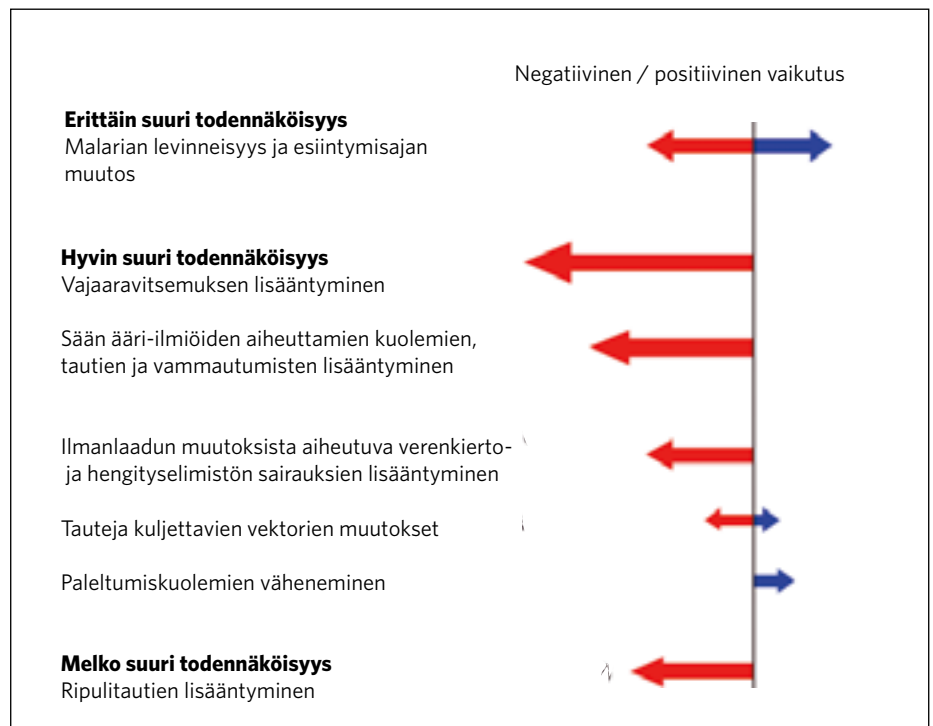 Negatiivinen / positiivinen vaikutus
Erittäin suuri todennäköisyys
Malarian levinneisyys ja esiintymisajan
muutos
Hyvin suuri todennäköisyys
Vajaaravitsemuksen lisääntyminen
Sään ääri-ilmiöiden aiheuttamien kuolemien,
tautien ja vammautumisten lisääntyminen
Ilmanlaadun muutoksista aiheutuva verenkierto-
ja hengityselimistön sairauksien lisääntyminen
Tauteja kuljettavien vektorien muutokset
Paleltumiskuolemien väheneminen
Melko suuri todennäköisyys
Ripulitautien lisääntyminen